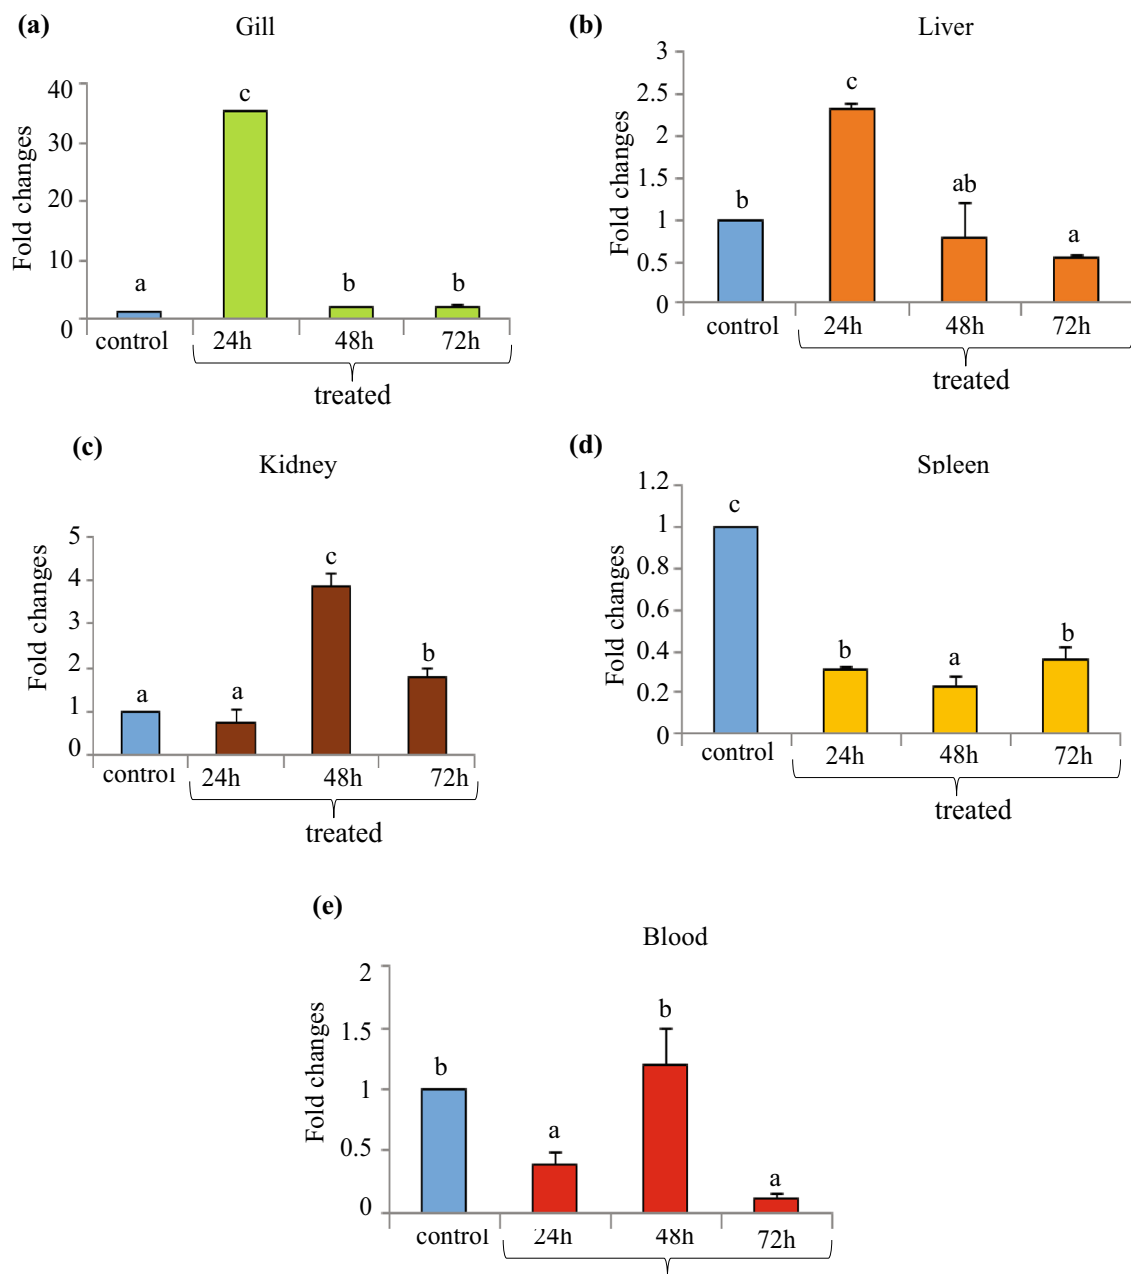 (a)
Gill
Fold changes
40
30
20
10
0
a
c
b
b
control
24h
48h
72h
treated
(b)
Liver
Fold changes
3
2.5
2
1.5
1
0.5
0
b
c
ab
a
control
24h
48h
72h
treated
(c)
Kidney
Fold changes
5
4
3
2
1
0
a
a
c
b
control
24h
48h
72h
treated
(d)
Spleen
Fold changes
1.2
1
0.8
0.6
0.4
0.2
0
c
b
a
b
control
24h
48h
72h
treated
(e)
Blood
Fold changes
2
1.5
1
0.5
0
b
a
b
a
control
24h
48h
72h